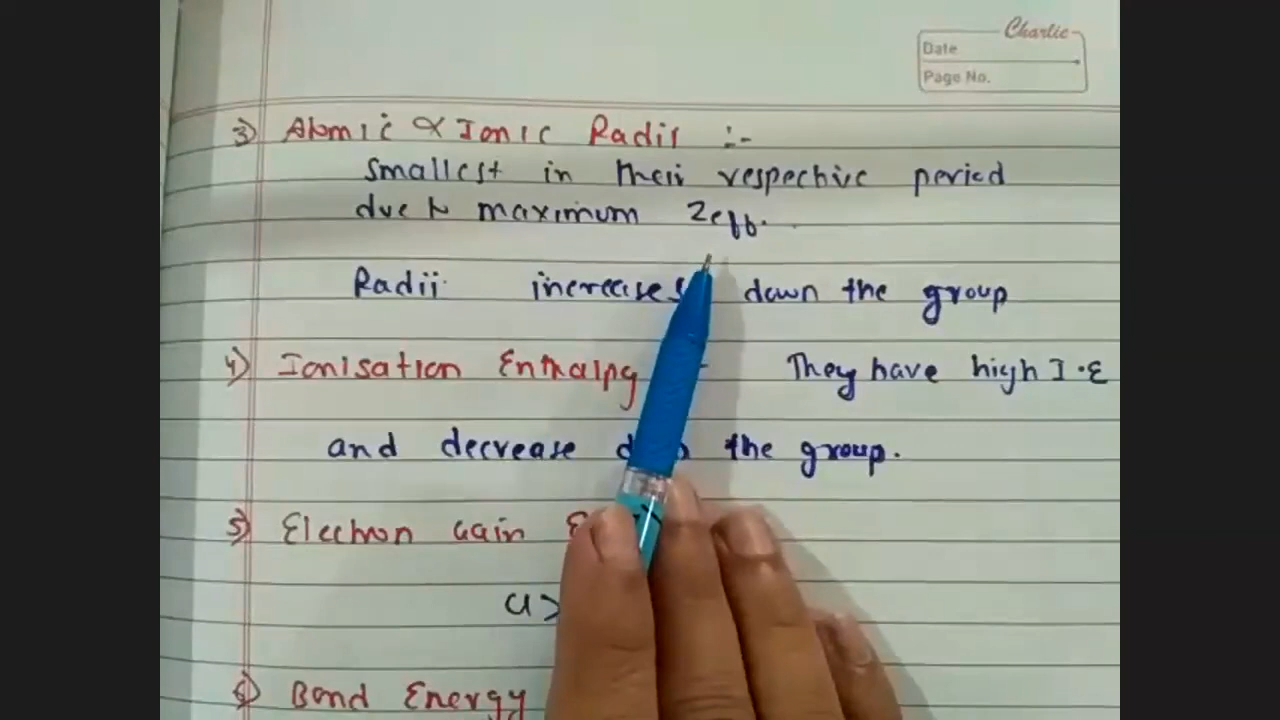 Charlie
Date
Page No.
3) Atomic & Ionic Radii :-
Smallest in their respective period
due to maximum Zeff.
Radii increases down the group
4) Ionisation Enthalpy - They have high I.E
and decrease the group.
5) Electron Gain
Cl >
6) Bond Energy